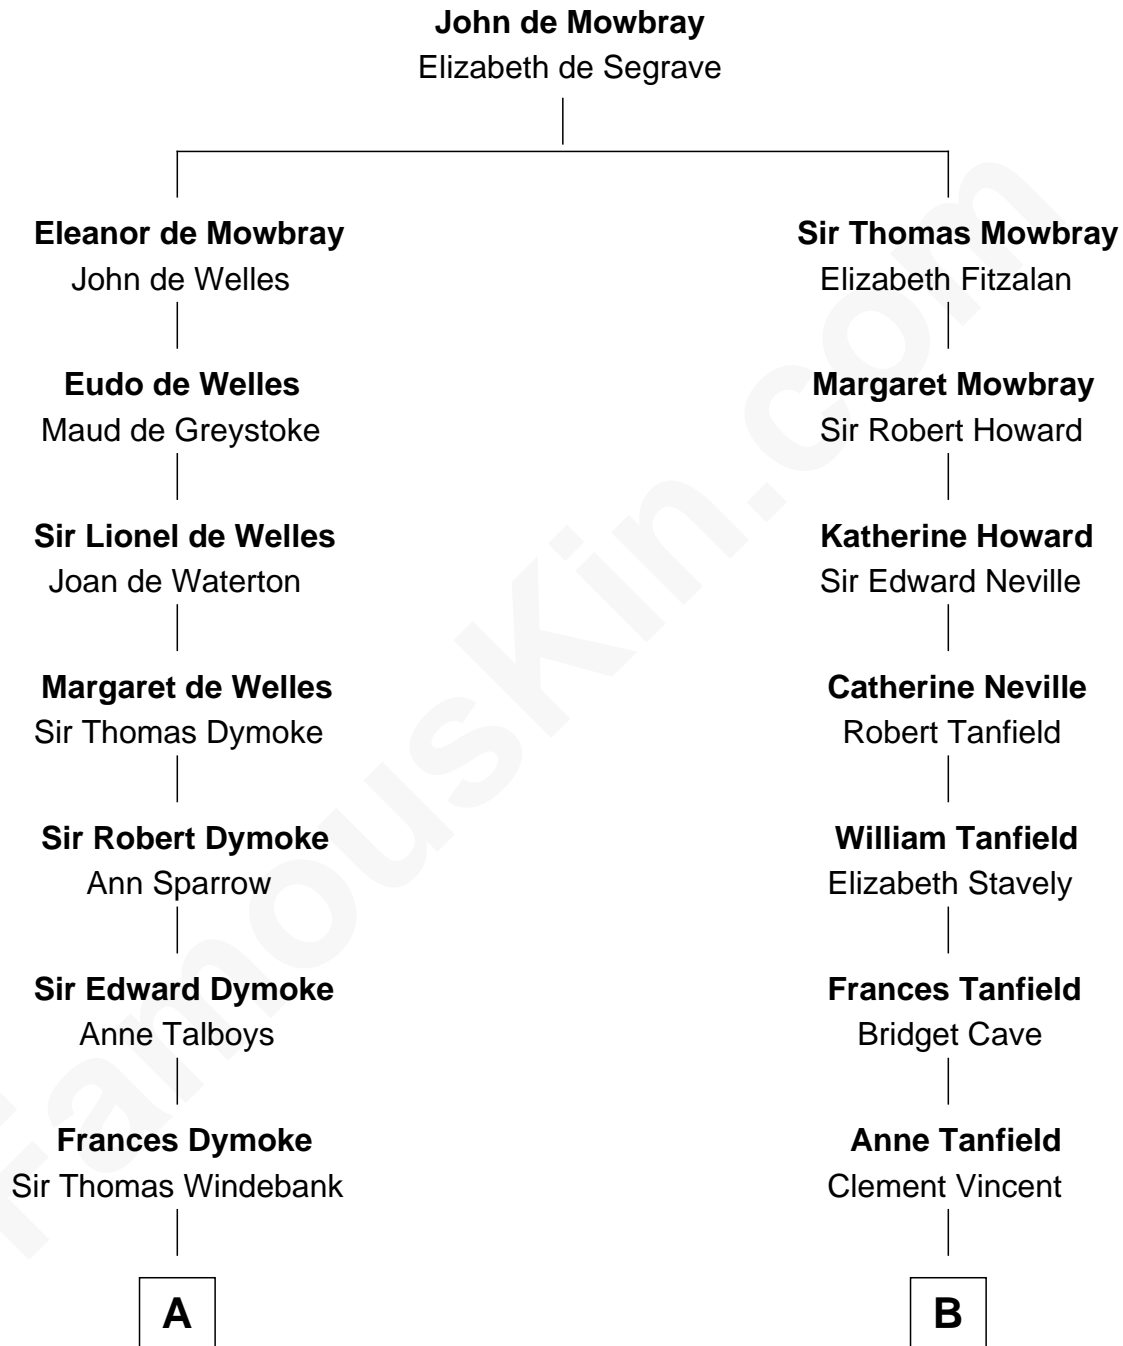 John de Mowbray
Elizabeth de Segrave
Eleanor de Mowbray
John de Welles
Sir Thomas Mowbray
Elizabeth Fitzalan
Eudo de Welles
Maud de Greystoke
Margaret Mowbray
Sir Robert Howard
Sir Lionel de Welles
Joan de Waterton
Katherine Howard
Sir Edward Neville
Margaret de Welles
Sir Thomas Dymoke
Catherine Neville
Robert Tanfield
Sir Robert Dymoke
Ann Sparrow
William Tanfield
Elizabeth Stavely
Sir Edward Dymoke
Anne Talboys
Frances Tanfield
Bridget Cave
Frances Dymoke
Sir Thomas Windebank
Anne Tanfield
Clement Vincent
A
B
FamousKin.com